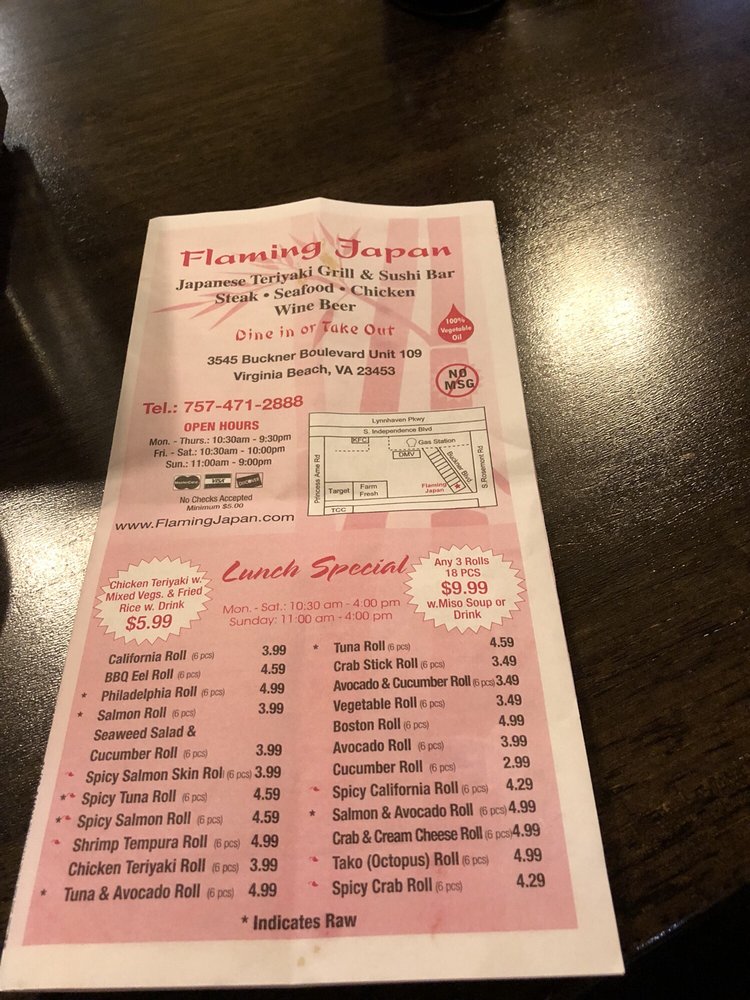 Flaming Japan
Japanese Teriyaki Grill & Sushi Bar
Steak • Seafood • Chicken
Wine Beer
Dine in or Take Out
100%
Vegetable
Oil
3545 Buckner Boulevard Unit 109
Virginia Beach, VA 23453
NO
MSG
Tel.: 757-471-2888
OPEN HOURS
Mon. - Thurs.: 10:30am - 9:30pm
Fri. - Sat.: 10:30am - 10:00pm
Sun.: 11:00am - 9:00pm
MasterCard VISA DISCOVER
No Checks Accepted
Minimum $5.00
www.FlamingJapan.com
Lynnhaven Pkwy
S. Independence Blvd
KFC
Gas Station
DMV
Buckner Blvd
S. Rosemont Rd
Princess Anne Rd
Flaming
Japan
Target
Farm
Fresh
TCC
Lunch Special
Mon. - Sat.: 10:30 am - 4:00 pm
Sunday: 11:00 am - 4:00 pm
Chicken Teriyaki w.
Mixed Vegs. & Fried
Rice w. Drink
$5.99
Any 3 Rolls
18 PCS
$9.99
w.Miso Soup or
Drink
California Roll (6 pcs) 3.99
BBQ Eel Roll (6 pcs) 4.59
* Philadelphia Roll (6 pcs) 4.99
* Salmon Roll (6 pcs) 3.99
Seaweed Salad &
Cucumber Roll (6 pcs) 3.99
Spicy Salmon Skin Roll (6 pcs) 3.99
* Spicy Tuna Roll (6 pcs) 4.59
* Spicy Salmon Roll (6 pcs) 4.59
Shrimp Tempura Roll (6 pcs) 4.99
Chicken Teriyaki Roll (6 pcs) 3.99
* Tuna & Avocado Roll (6 pcs) 4.99
* Tuna Roll (6 pcs) 4.59
Crab Stick Roll (6 pcs) 3.49
Avocado & Cucumber Roll (6 pcs) 3.49
Vegetable Roll (6 pcs) 3.49
Boston Roll (6 pcs) 4.99
Avocado Roll (6 pcs) 3.99
Cucumber Roll (6 pcs) 2.99
Spicy California Roll (6 pcs) 4.29
* Salmon & Avocado Roll (6 pcs) 4.99
Crab & Cream Cheese Roll (6 pcs) 4.99
Tako (Octopus) Roll (6 pcs) 4.99
Spicy Crab Roll (6 pcs) 4.29
* Indicates Raw